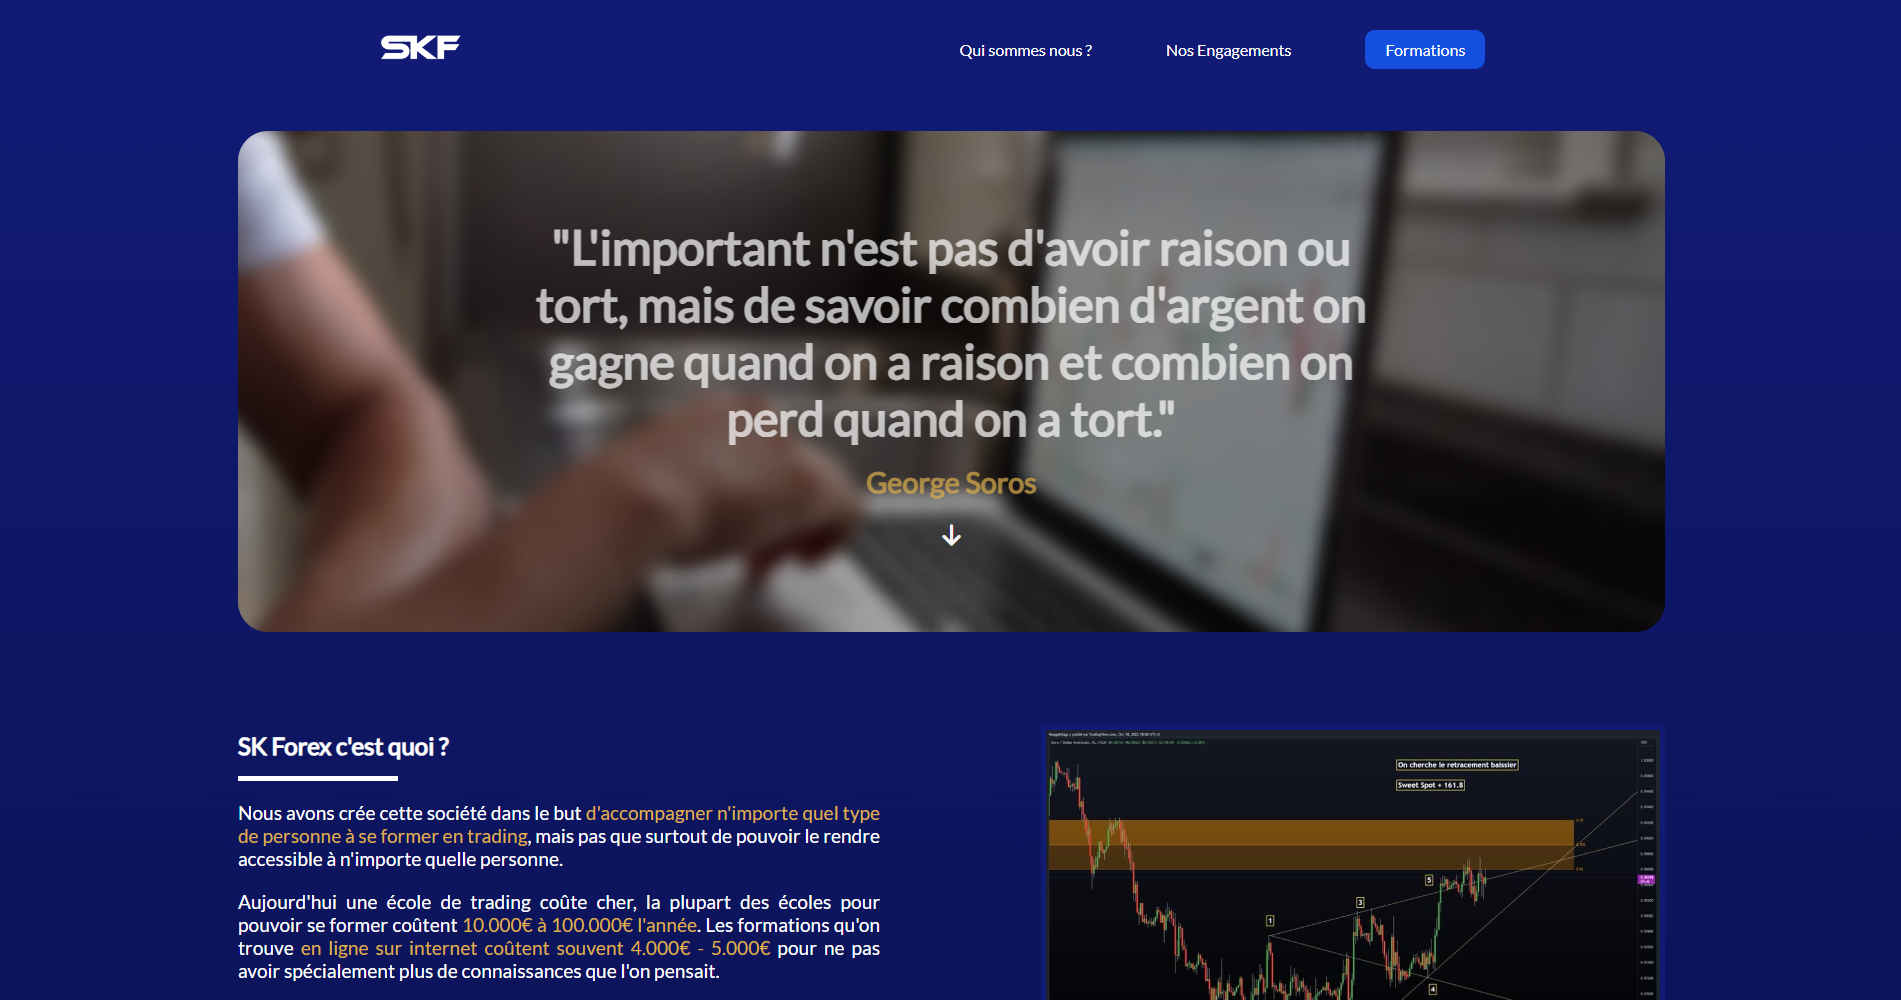 SKF
Qui sommes nous ?
Nos Engagements
Formations
"L'important n'est pas d'avoir raison ou
tort, mais de savoir combien d'argent on
gagne quand on a raison et combien on
perd quand on a tort."
George Soros
SK Forex c'est quoi ?
Nous avons crée cette société dans le but d'accompagner n'importe quel type
de personne à se former en trading, mais pas que surtout de pouvoir le rendre
accessible à n'importe quelle personne.
Aujourd'hui une école de trading coûte cher, la plupart des écoles pour
pouvoir se former coûtent 10.000€ à 100.000€ l'année. Les formations qu'on
trouve en ligne sur internet coûtent souvent 4.000€ - 5.000€ pour ne pas
avoir spécialement plus de connaissances que l'on pensait.
On cherche le retracement baissier
Sweet Spot + 161.8
1
3
5
4